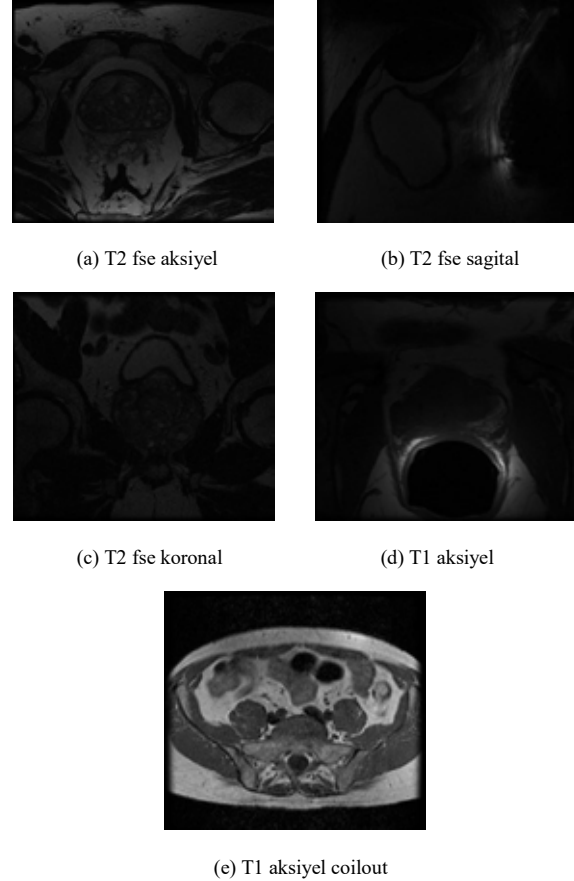 (a) T2 fse aksiyel
(b) T2 fse sagital
(c) T2 fse koronal
(d) T1 aksiyel
(e) T1 aksiyel coilout